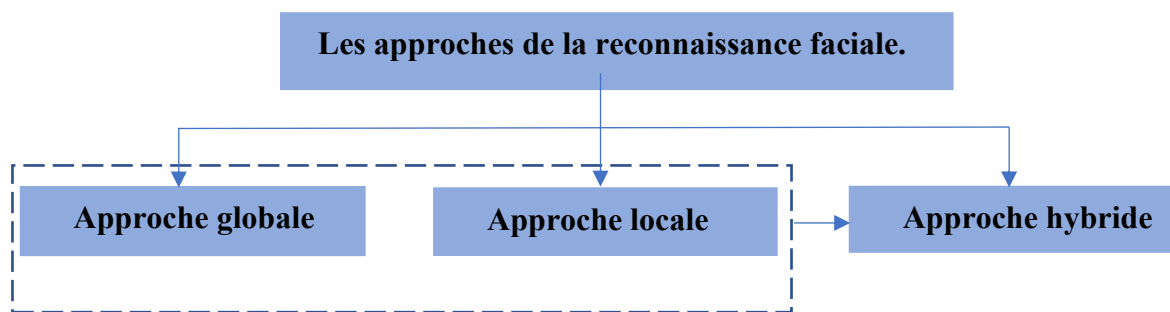 Les approches de la reconnaissance faciale.
Approche globale
Approche locale
Approche hybride